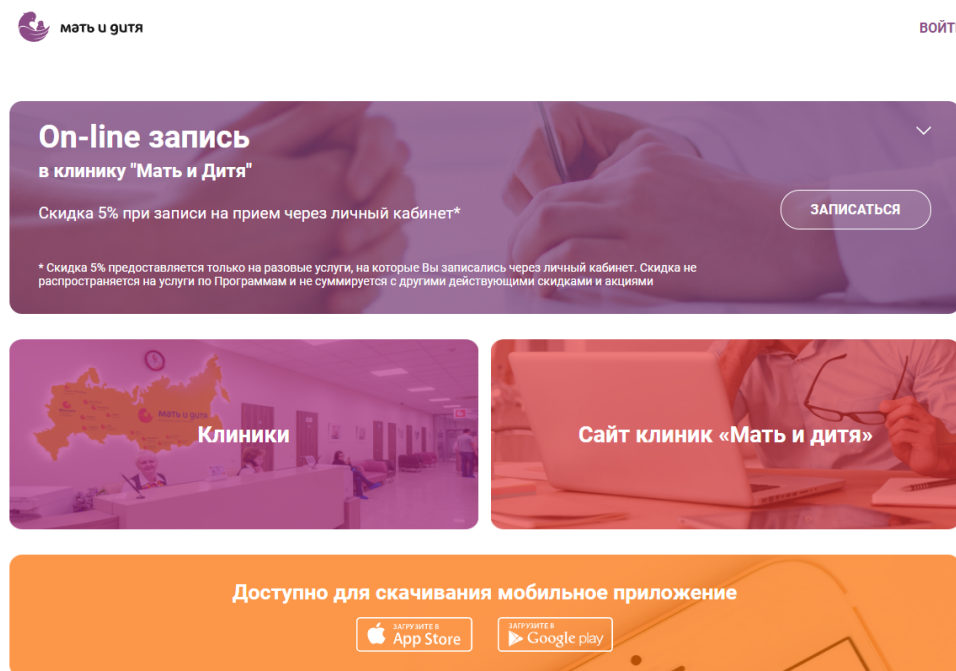 мать и дитя
ВОЙТИ
On-line запись
в клинику "Мать и Дитя"
Скидка 5% при записи на прием через личный кабинет*
ЗАПИСАТЬСЯ
* Скидка 5% предоставляется только на разовые услуги, на которые Вы записались через личный кабинет. Скидка не
распространяется на услуги по Программам и не суммируется с другими действующими скидками и акциями
мать и дитя
Клиники
Сайт клиник «Мать и дитя»
Доступно для скачивания мобильное приложение
ЗАГРУЗИТЕ В
App Store
ЗАГРУЗИТЕ В
Google play